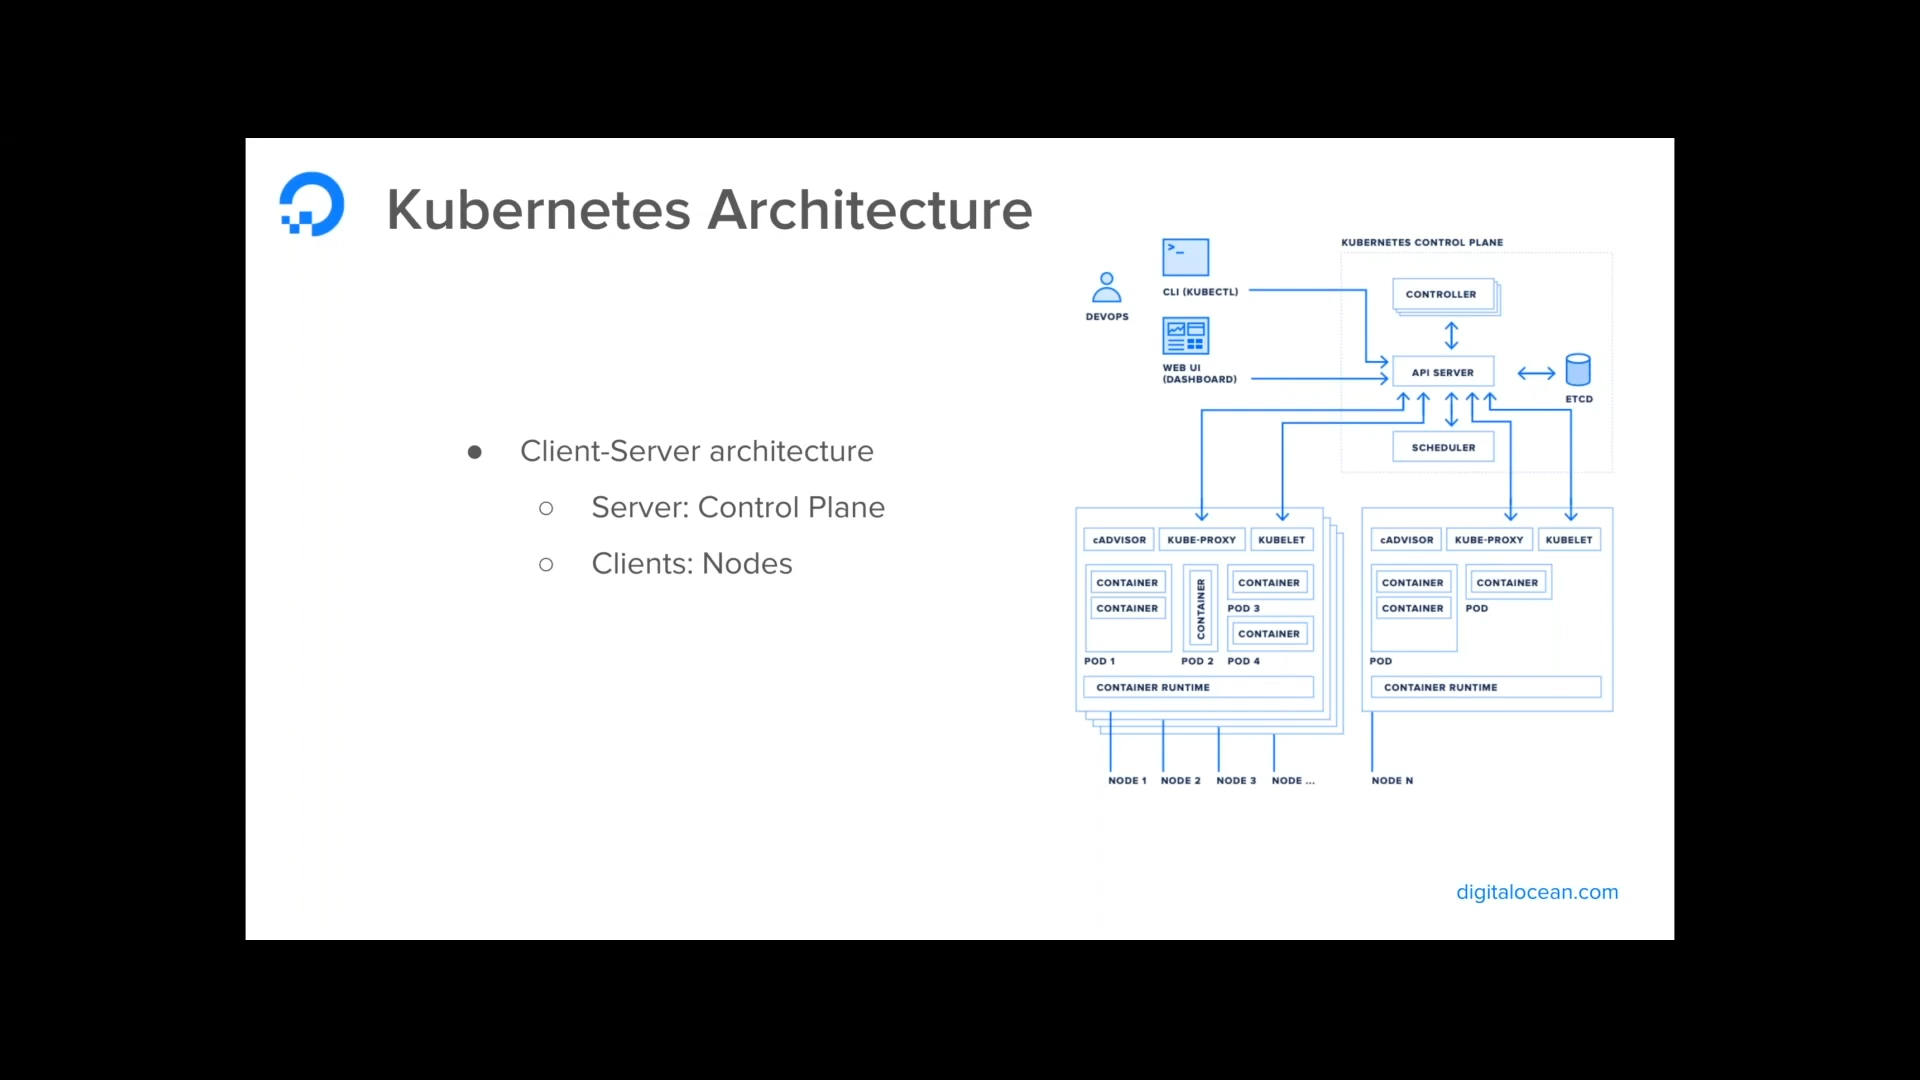 Kubernetes Architecture
● Client-Server architecture
○ Server: Control Plane
○ Clients: Nodes
>_
DEVOPS
CLI (KUBECTL)
WEB UI
(DASHBOARD)
KUBERNETES CONTROL PLANE
CONTROLLER
API SERVER
ETCD
SCHEDULER
cADVISOR
KUBE-PROXY
KUBELET
CONTAINER
CONTAINER
POD 1
CONTAINER
POD 2
CONTAINER
POD 3
CONTAINER
POD 4
CONTAINER RUNTIME
NODE 1
NODE 2
NODE 3
NODE ...
cADVISOR
KUBE-PROXY
KUBELET
CONTAINER
CONTAINER
POD
CONTAINER
POD
CONTAINER RUNTIME
NODE N
digitalocean.com